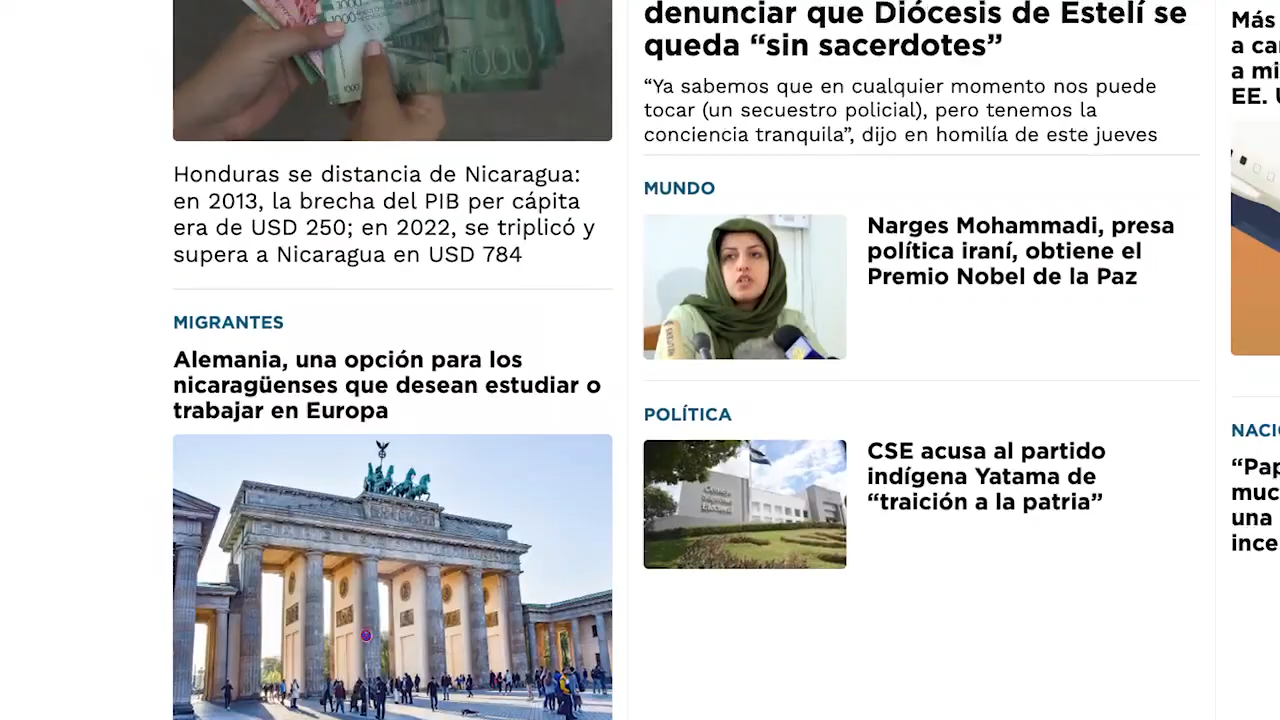 1000
1000
Honduras se distancia de Nicaragua:
en 2013, la brecha del PIB per cápita
era de USD 250; en 2022, se triplicó y
supera a Nicaragua en USD 784
MIGRANTES
Alemania, una opción para los
nicaragüenses que desean estudiar o
trabajar en Europa
denunciar que Diócesis de Estelí se
queda “sin sacerdotes”
“Ya sabemos que en cualquier momento nos puede
tocar (un secuestro policial), pero tenemos la
conciencia tranquila”, dijo en homilía de este jueves
MUNDO
Narges Mohammadi, presa
política iraní, obtiene el
Premio Nobel de la Paz
POLÍTICA
CSE acusa al partido
indígena Yatama de
“traición a la patria”
Más
a ca
a mi
EE. U
NACI
“Pap
muc
una
ince